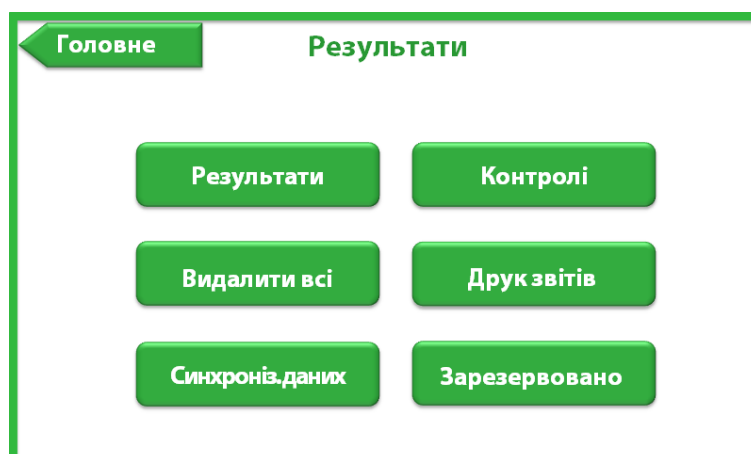 Головне
Результати
Результати
Контролі
Видалити всі
Друк звітів
Синхроніз.даних
Зарезервовано